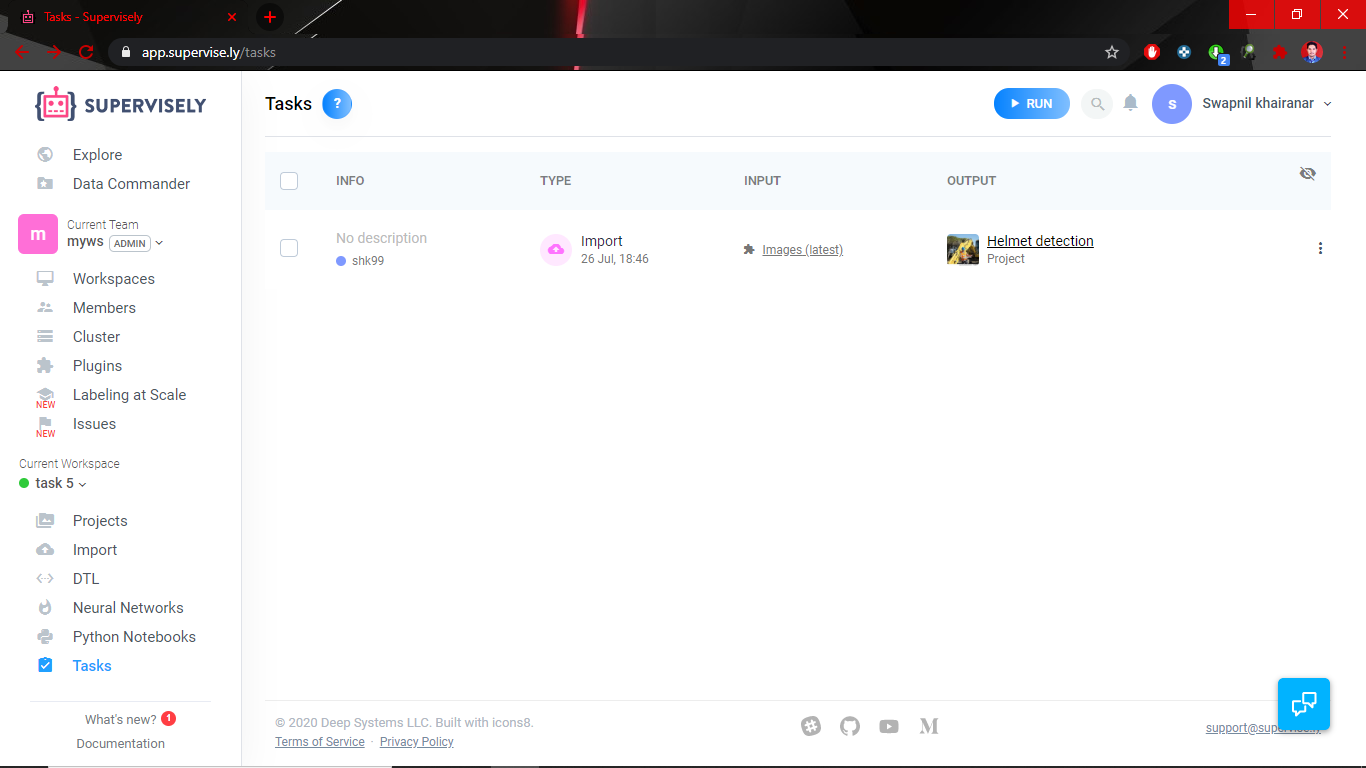 Tasks - Supervisely
app.supervise.ly/tasks
2
SUPERVISELY
Explore
Data Commander
Current Team
m
myws ADMIN
Workspaces
Members
Cluster
Plugins
Labeling at Scale
NEW
Issues
NEW
Current Workspace
task 5
Projects
Import
DTL
Neural Networks
Python Notebooks
Tasks
What's new? 1
Documentation
Tasks ?
RUN
s
Swapnil khairanar
INFO TYPE INPUT OUTPUT
No description
shk99
Import
26 Jul, 18:46
Images (latest)
Helmet detection
Project
© 2020 Deep Systems LLC. Built with icons8.
Terms of Service · Privacy Policy
M